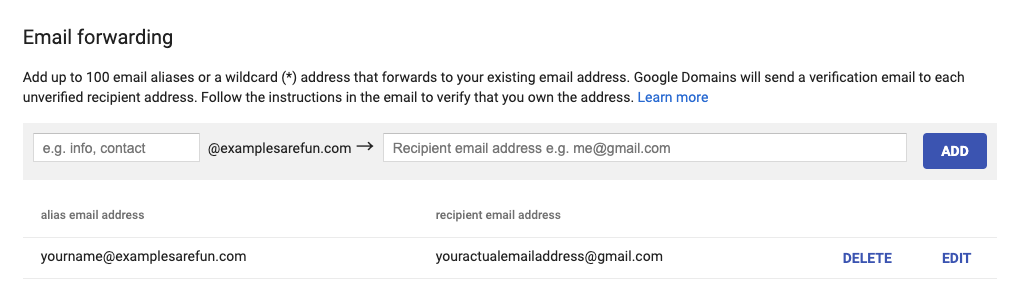 Email forwarding
Add up to 100 email aliases or a wildcard (*) address that forwards to your existing email address. Google Domains will send a verification email to each
unverified recipient address. Follow the instructions in the email to verify that you own the address. Learn more
e.g. info, contact @examplesarefun.com → Recipient email address e.g. me@gmail.com ADD
alias email address recipient email address
yourname@examplesarefun.com youractualemailaddress@gmail.com DELETE EDIT